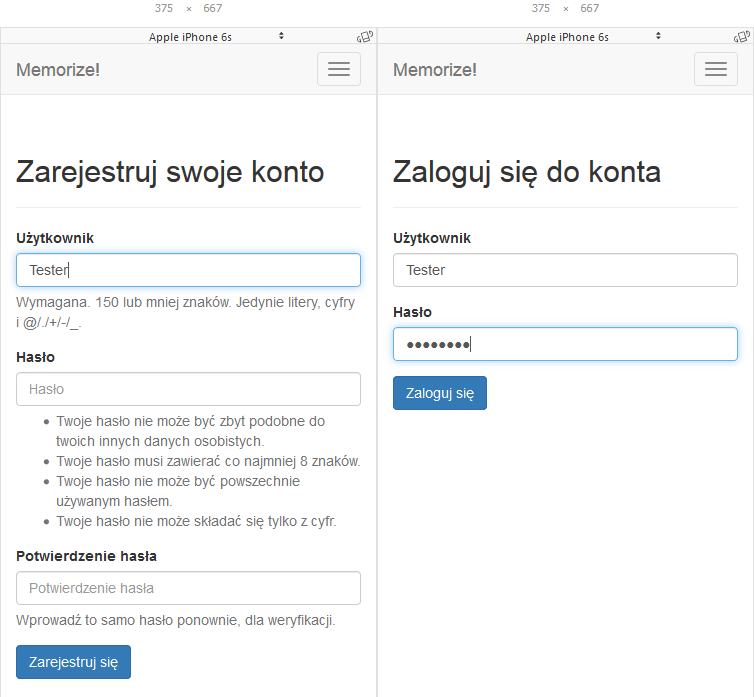 375 × 667
Apple iPhone 6s
Memorize!
Zarejestruj swoje konto
Użytkownik
Tester
Wymagana. 150 lub mniej znaków. Jedynie litery, cyfry
i @/./+/-/_.
Hasło
Hasło
Twoje hasło nie może być zbyt podobne do
twoich innych danych osobistych.
Twoje hasło musi zawierać co najmniej 8 znaków.
Twoje hasło nie może być powszechnie
używanym hasłem.
Twoje hasło nie może składać się tylko z cyfr.
Potwierdzenie hasła
Potwierdzenie hasła
Wprowadź to samo hasło ponownie, dla weryfikacji.
Zarejestruj się
375 × 667
Apple iPhone 6s
Memorize!
Zaloguj się do konta
Użytkownik
Tester
Hasło
●●●●●●●●
Zaloguj się